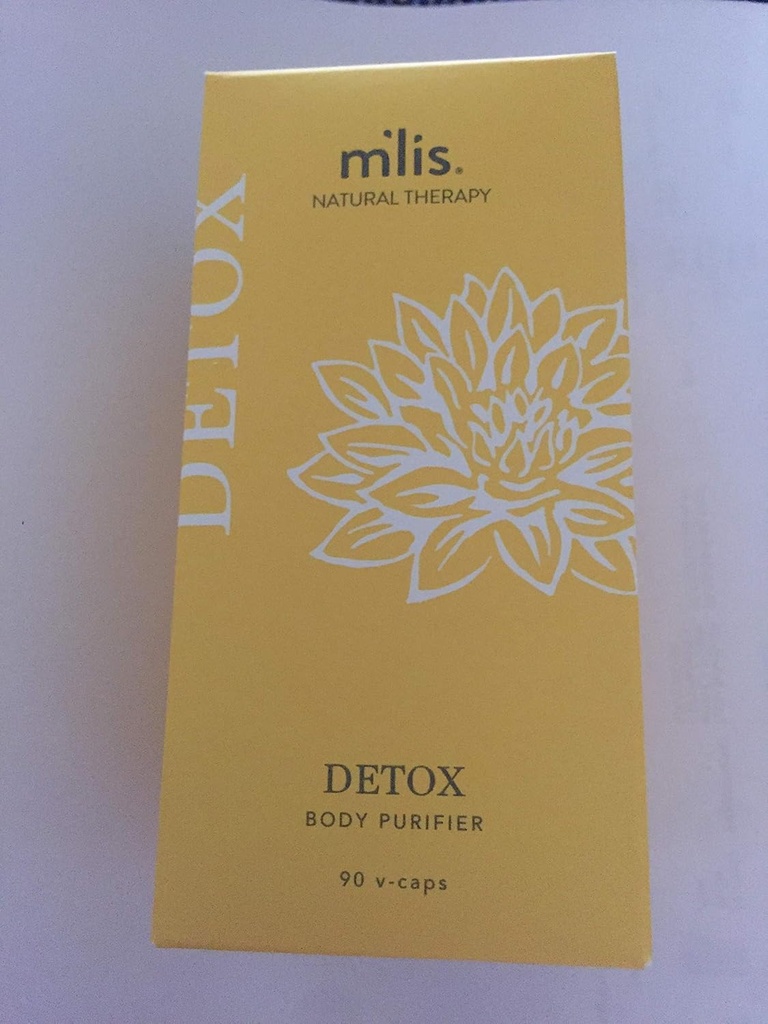 m'lis®
NATURAL THERAPY
DETOX
DETOX
BODY PURIFIER
90 v-caps